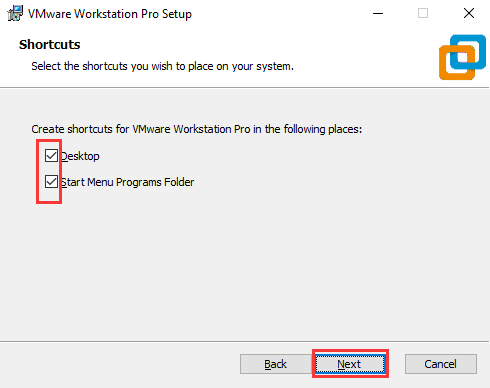 VMware Workstation Pro Setup
Shortcuts
Select the shortcuts you wish to place on your system.
Create shortcuts for VMware Workstation Pro in the following places:
Desktop
Start Menu Programs Folder
Back
Next
Cancel